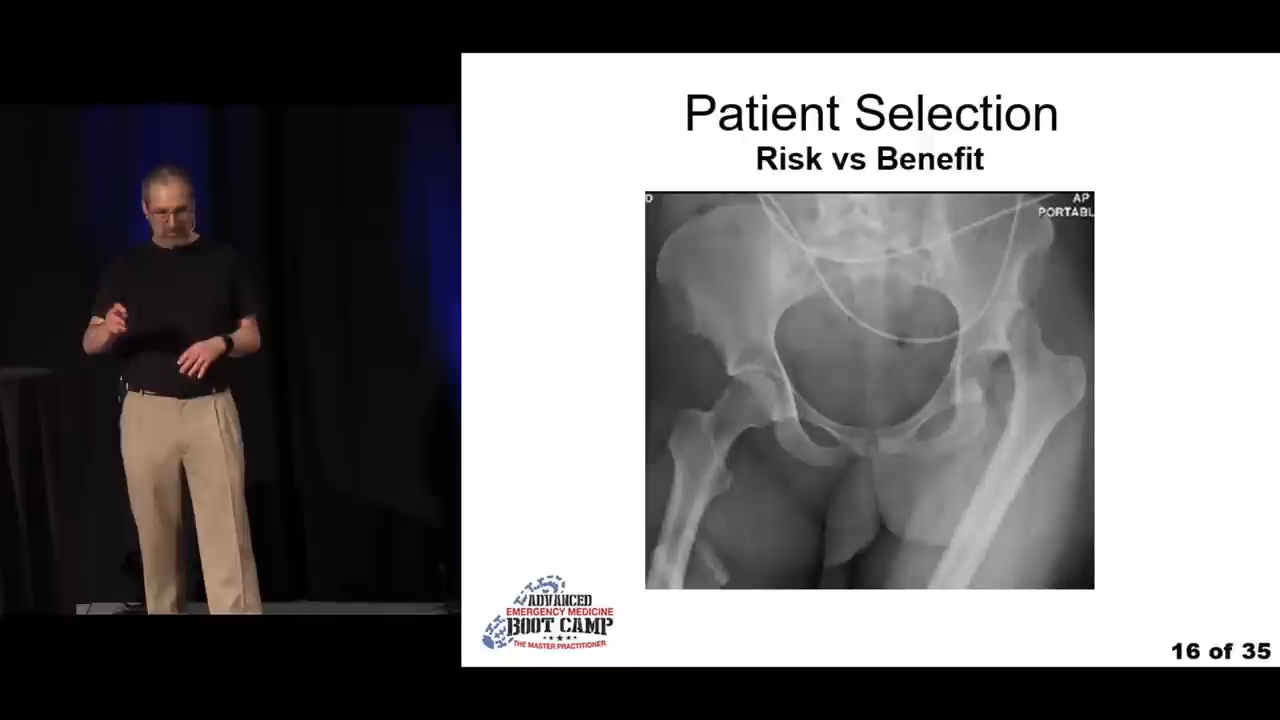 Patient Selection
Risk vs Benefit
D
AP
PORTABL
ADVANCED
EMERGENCY MEDICINE
BOOT CAMP
THE MASTER PRACTITIONER
16 of 35